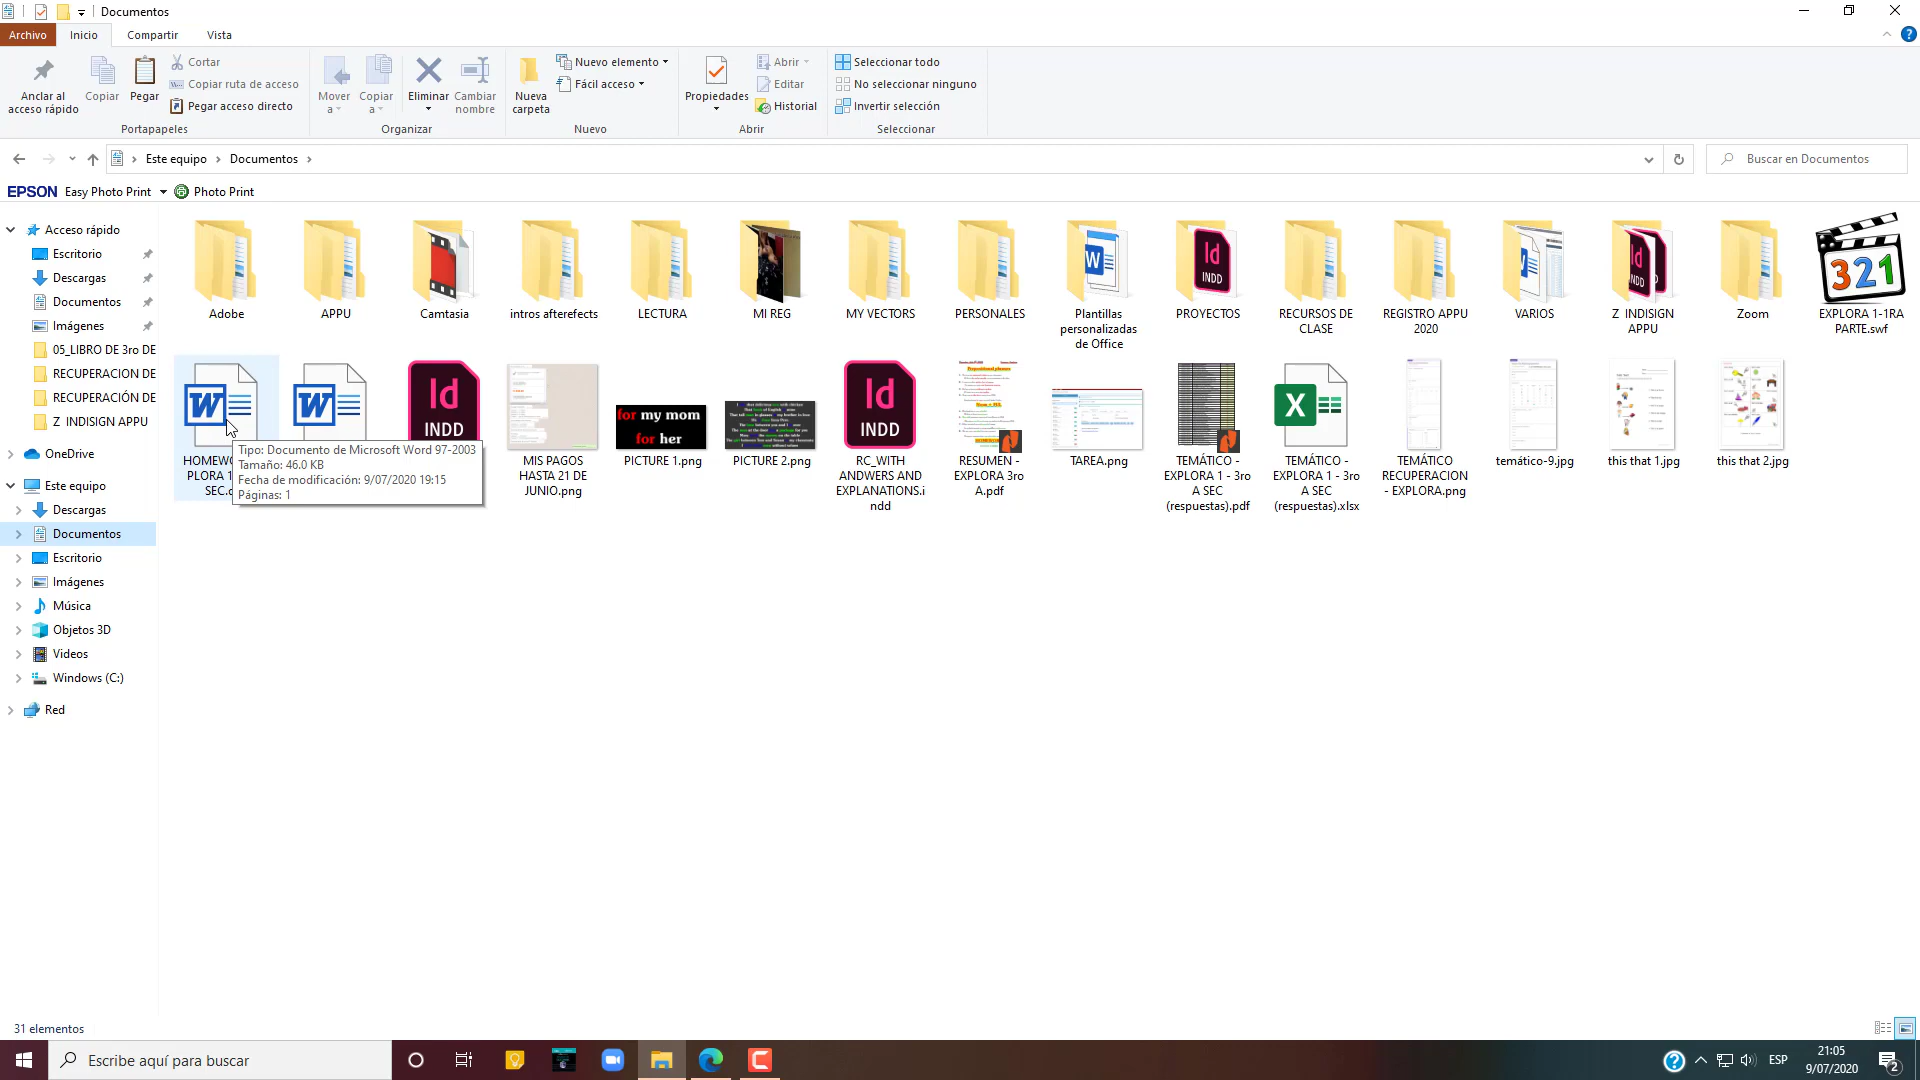 Documentos
Archivo
Inicio
Compartir
Vista
Anclar al
acceso rápido
Copiar
Pegar
Cortar
Copiar ruta de acceso
Pegar acceso directo
Portapapeles
Mover
a
Copiar
a
Eliminar
Cambiar
nombre
Organizar
Nueva
carpeta
Nuevo elemento
Fácil acceso
Nuevo
Propiedades
Abrir
Editar
Historial
Abrir
Seleccionar todo
No seleccionar ninguno
Invertir selección
Seleccionar
Este equipo
Documentos
Buscar en Documentos
EPSON
Easy Photo Print
Photo Print
Acceso rápido
Escritorio
Descargas
Documentos
Imágenes
05_LIBRO DE 3ro DE
RECUPERACION DE
RECUPERACIÓN DE
Z INDISIGN APPU
OneDrive
Este equipo
Descargas
Documentos
Escritorio
Imágenes
Música
Objetos 3D
Videos
Windows (C:)
Red
Adobe
APPU
Camtasia
intros afterefects
LECTURA
MI REG
MY VECTORS
PERSONALES
Plantillas
personalizadas
de Office
Id
INDD
PROYECTOS
RECURSOS DE
CLASE
REGISTRO APPU
2020
VARIOS
Z INDISIGN
APPU
Zoom
321
EXPLORA 1-1RA
PARTE.swf
HOMEWO
PLORA 1
SEC.
Tipo: Documento de Microsoft Word 97-2003
Tamaño: 46.0 KB
Fecha de modificación: 9/07/2020 19:15
Páginas: 1
Id
INDD
MIS PAGOS
HASTA 21 DE
JUNIO.png
for my mom
for her
PICTURE 1.png
PICTURE 2.png
Id
INDD
RC_WITH
ANDWERS AND
EXPLANATIONS.i
ndd
RESUMEN -
EXPLORA 3ro
A.pdf
TAREA.png
TEMÁTICO -
EXPLORA 1 - 3ro
A SEC
(respuestas).pdf
TEMÁTICO -
EXPLORA 1 - 3ro
A SEC
(respuestas).xlsx
TEMÁTICO
RECUPERACION
- EXPLORA.png
temático-9.jpg
this that 1.jpg
this that 2.jpg
31 elementos
Escribe aquí para buscar
ESP
21:05
9/07/2020
2